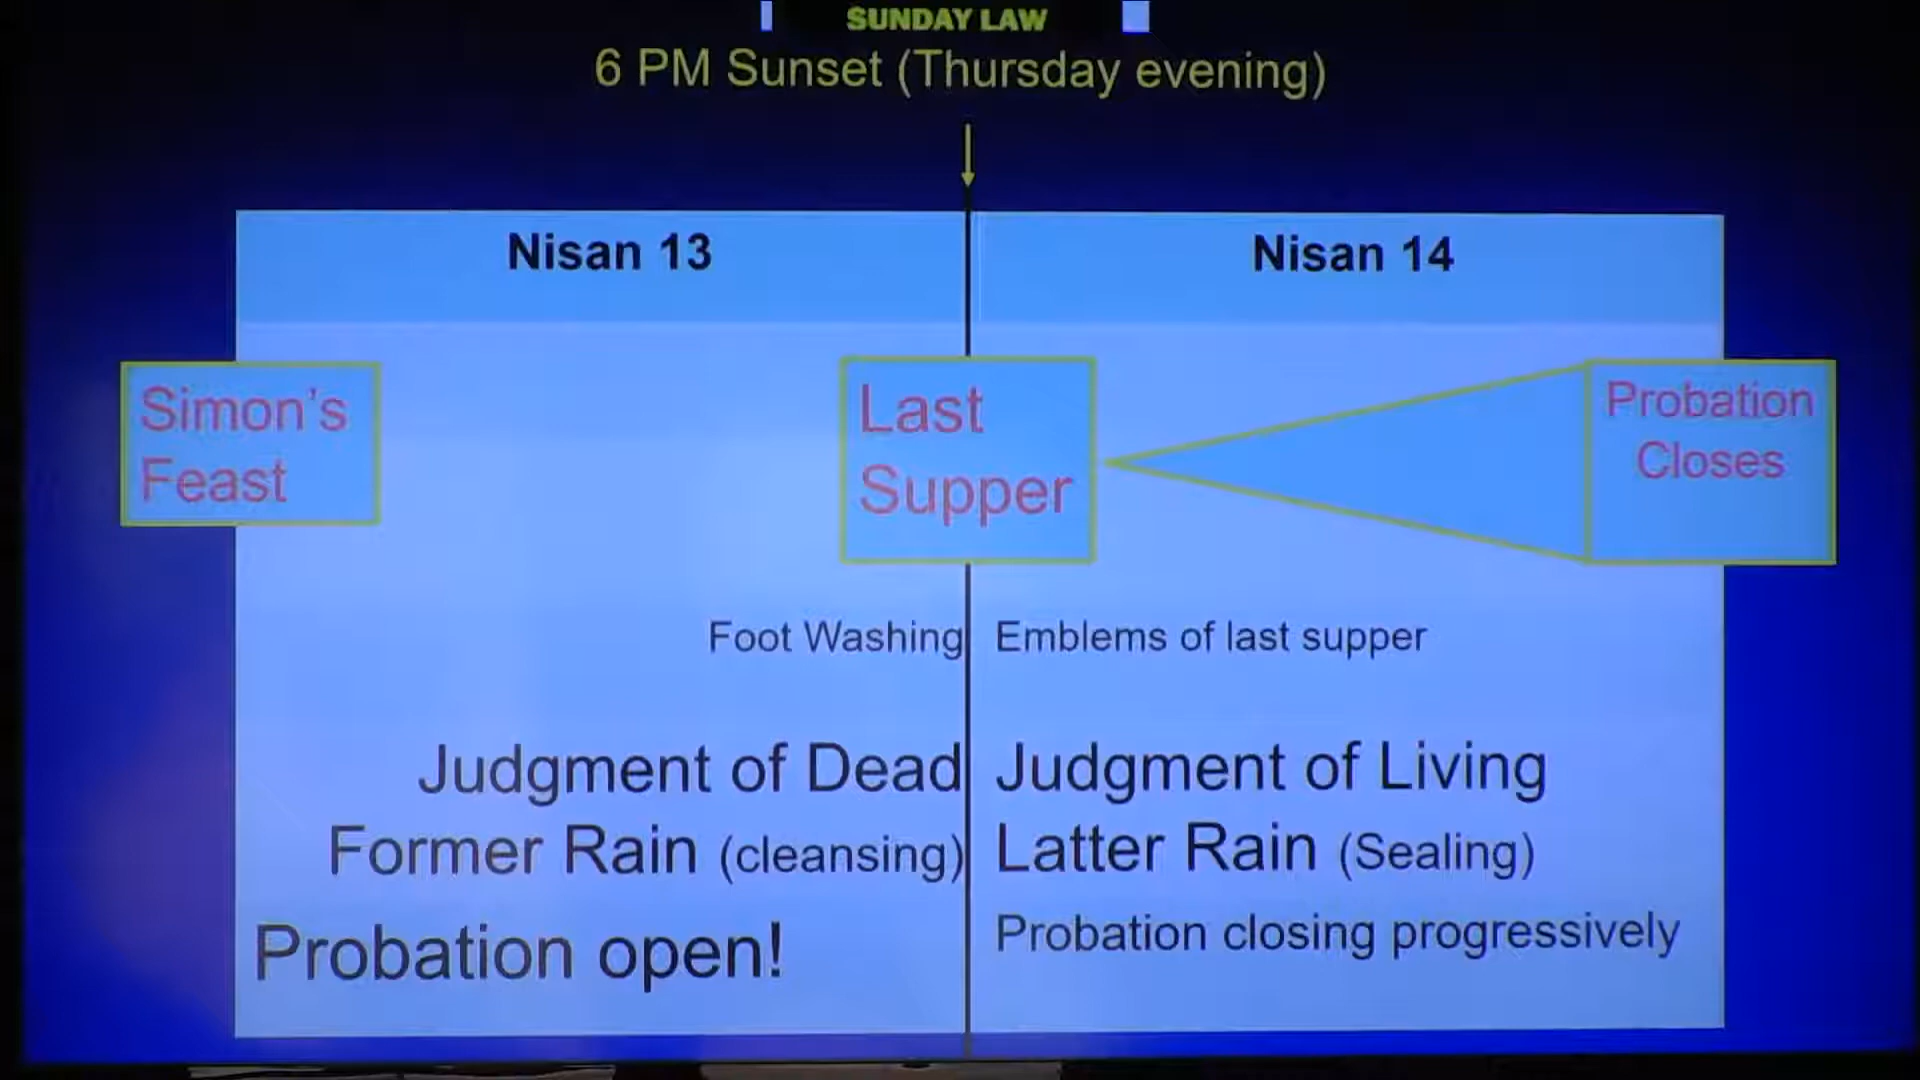 SUNDAY LAW
6 PM Sunset (Thursday evening)
Nisan 13
Nisan 14
Simon's
Feast
Last
Supper
Probation
Closes
Foot Washing
Emblems of last supper
Judgment of Dead
Judgment of Living
Former Rain (cleansing)
Latter Rain (Sealing)
Probation open!
Probation closing progressively